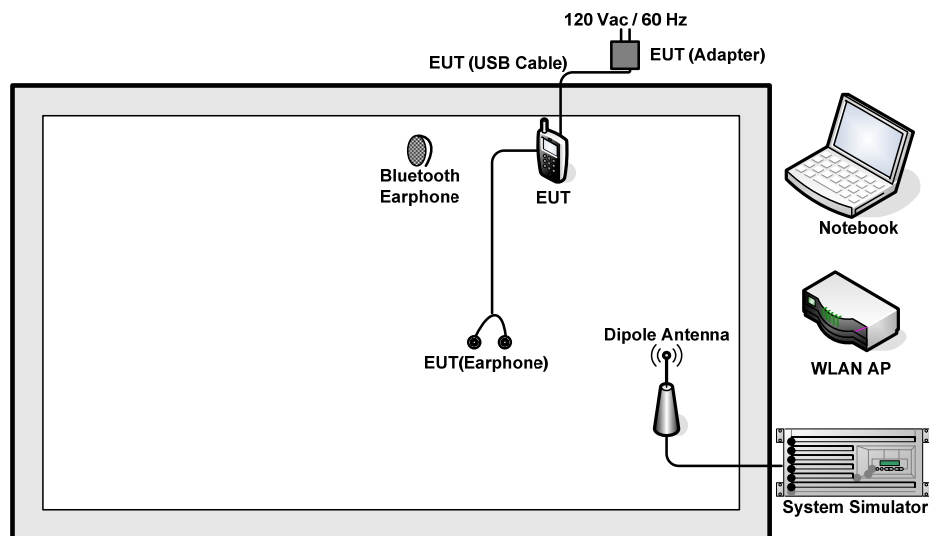 120 Vac / 60 Hz
EUT (USB Cable)
EUT (Adapter)
Bluetooth
Earphone
EUT
Notebook
EUT(Earphone)
Dipole Antenna
WLAN AP
System Simulator